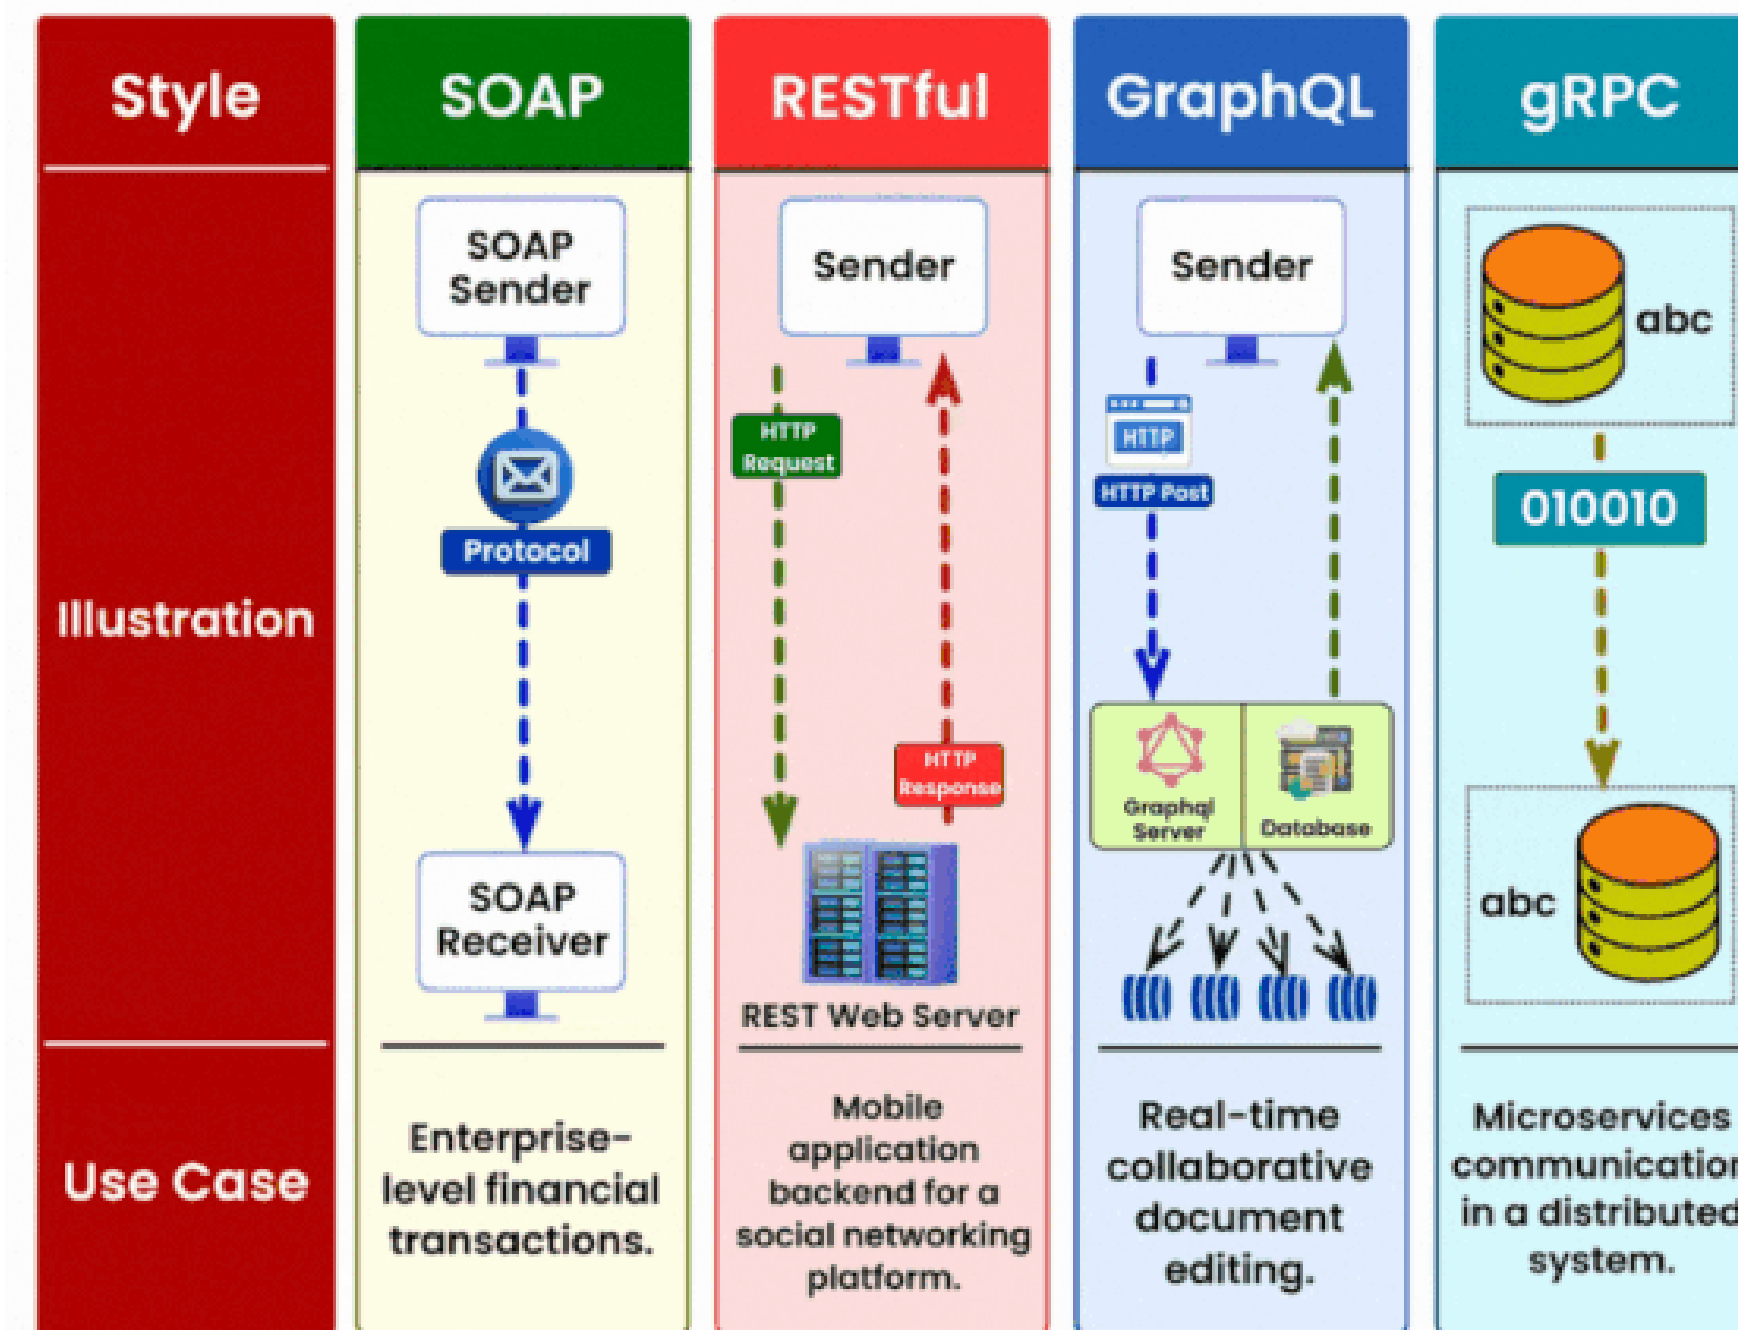 Style
SOAP
RESTful
GraphQL
gRPC
Illustration
SOAP
Sender
Protocol
SOAP
Receiver
Sender
HTTP
Request
HTTP
Response
REST Web Server
Sender
HTTP
HTTP Post
Graphql
Server
Database
abc
010010
abc
Use Case
Enterprise-
level financial
transactions.
Mobile
application
backend for a
social networking
platform.
Real-time
collaborative
document
editing.
Microservices
communication
in a distributed
system.